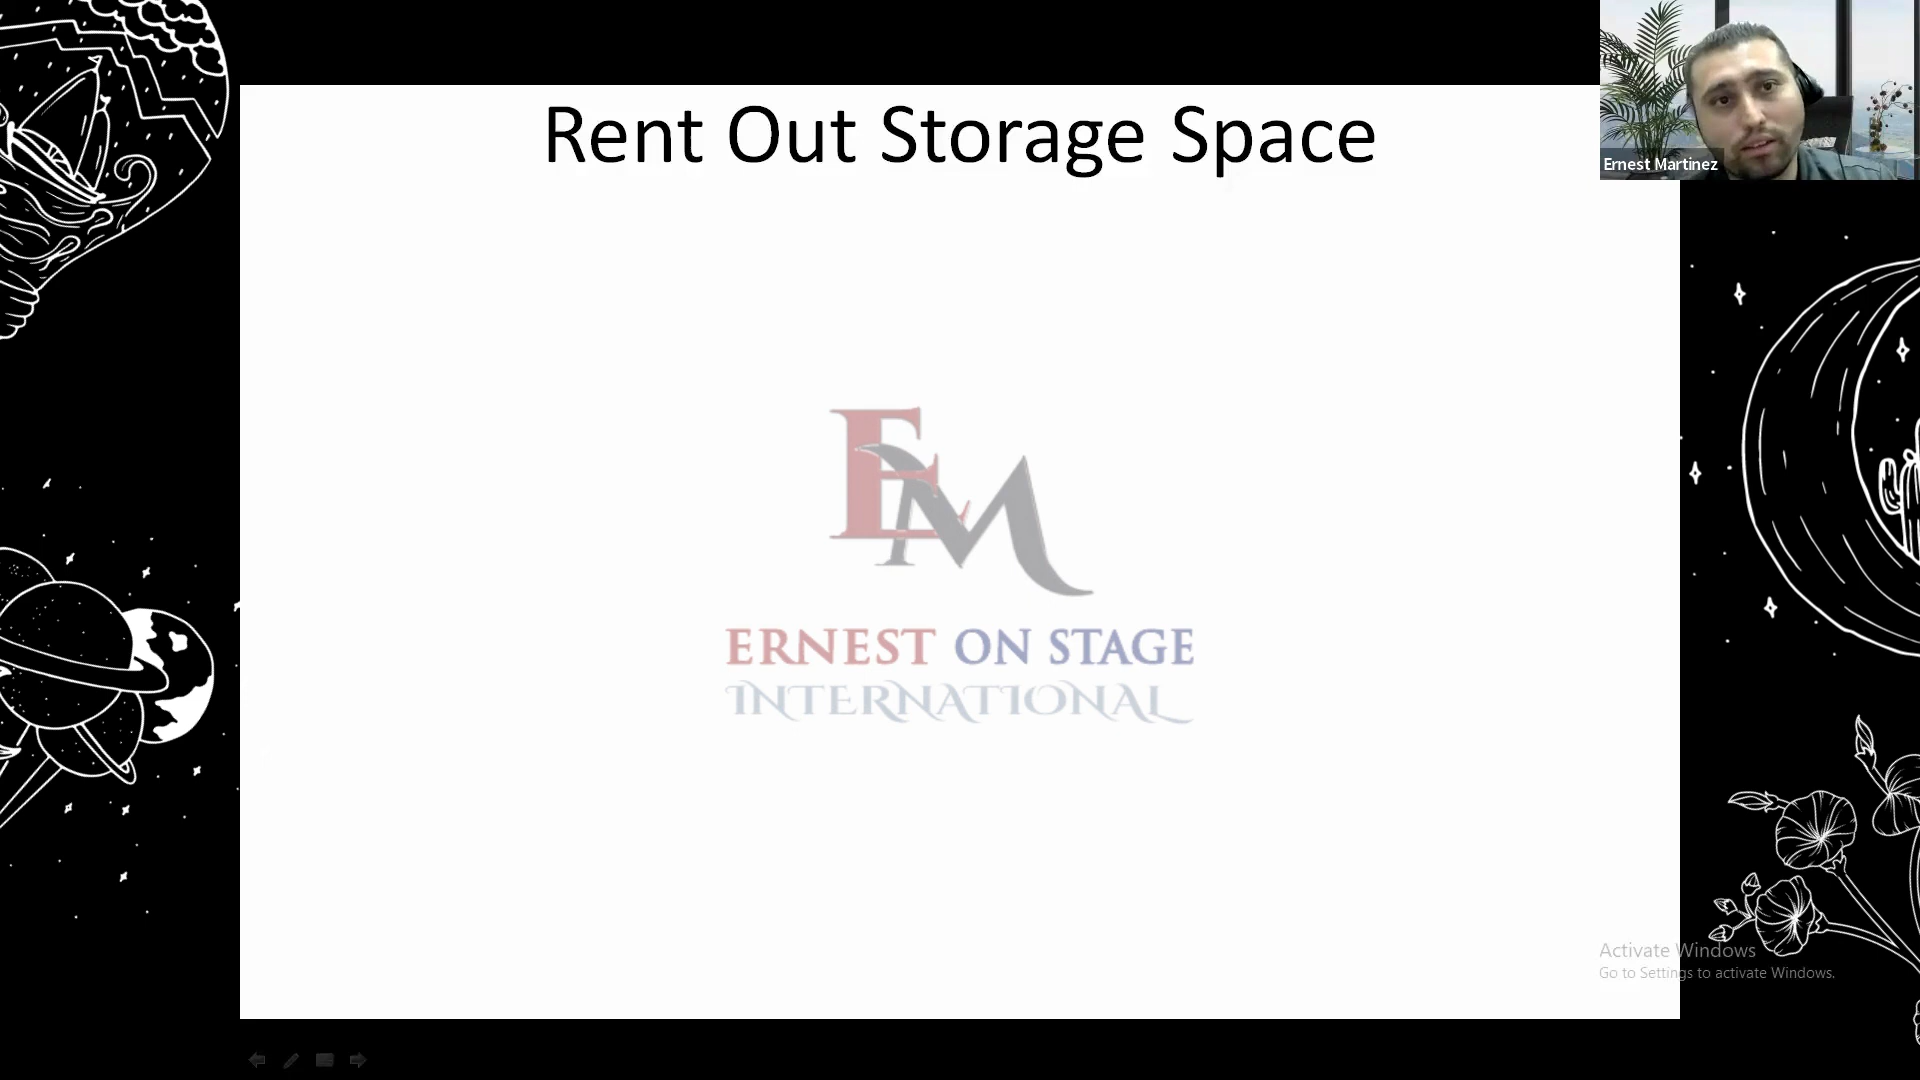 Rent Out Storage Space
Ernest Martinez
EM
ERNEST ON STAGE
INTERNATIONAL
Activate Windows
Go to Settings to activate Windows.